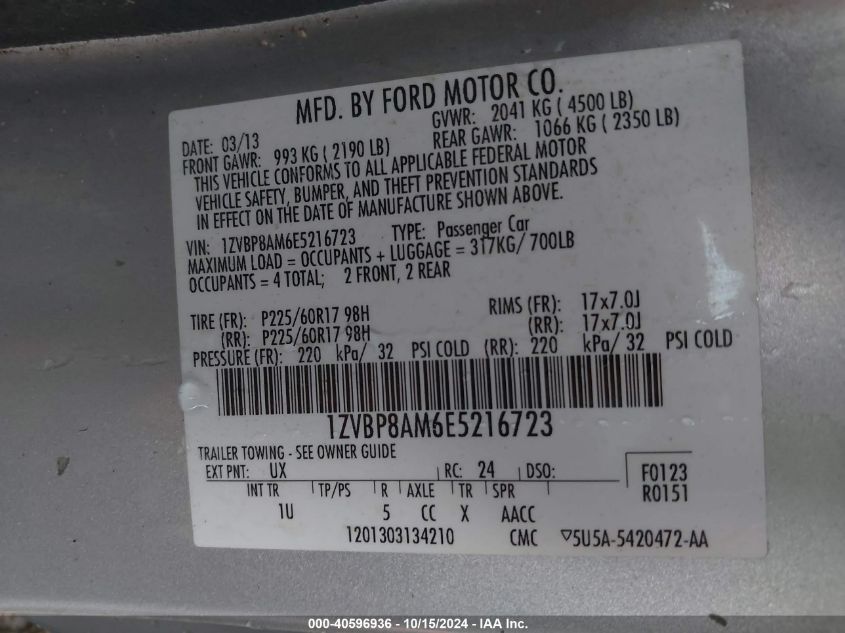 MFD. BY FORD MOTOR CO.
DATE: 03/13 GVWR: 2041 KG ( 4500 LB)
FRONT GAWR: 993 KG ( 2190 LB) REAR GAWR: 1066 KG ( 2350 LB)
THIS VEHICLE CONFORMS TO ALL APPLICABLE FEDERAL MOTOR
VEHICLE SAFETY, BUMPER, AND THEFT PREVENTION STANDARDS
IN EFFECT ON THE DATE OF MANUFACTURE SHOWN ABOVE.
VIN: 1ZVBP8AM6E5216723 TYPE: Passenger Car
MAXIMUM LOAD = OCCUPANTS + LUGGAGE = 317KG/ 700LB
OCCUPANTS = 4 TOTAL; 2 FRONT, 2 REAR
TIRE (FR): P225/60R17 98H RIMS (FR): 17x7.0J
(RR): P225/60R17 98H (RR): 17x7.0J
PRESSURE (FR): 220 kPa/ 32 PSI COLD (RR): 220 kPa/ 32 PSI COLD
1ZVBP8AM6E5216723
TRAILER TOWING - SEE OWNER GUIDE
EXT PNT: UX RC: 24 DSO: F0123
INT TR TP/PS R AXLE TR SPR R0151
1U 5 CC X AACC
1201303134210 CMC ▽5U5A-5420472-AA
000-40596936 - 10/15/2024 - IAA Inc.